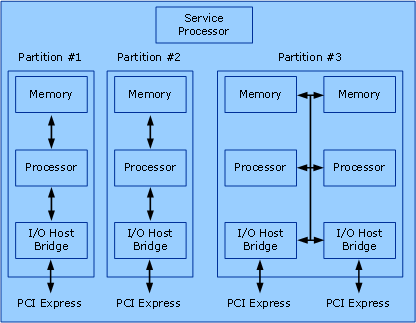 Service
Processor
Partition #1
Partition #2
Partition #3
Memory
Memory
Memory
Memory
Processor
Processor
Processor
Processor
I/O Host
Bridge
I/O Host
Bridge
I/O Host
Bridge
I/O Host
Bridge
PCI Express
PCI Express
PCI Express
PCI Express